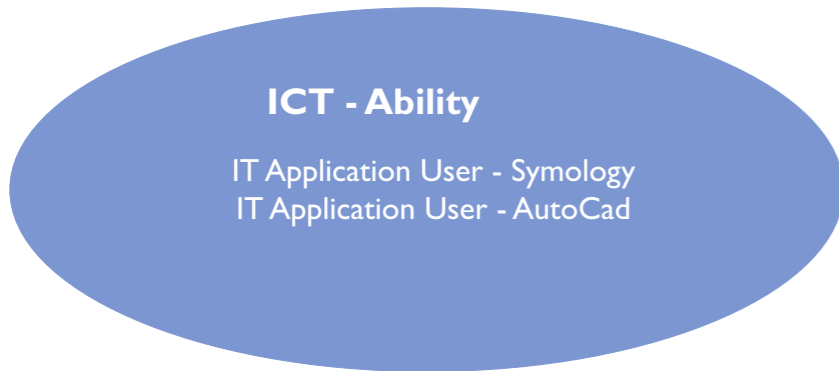 ICT - Ability
IT Application User - Symology
IT Application User - AutoCad